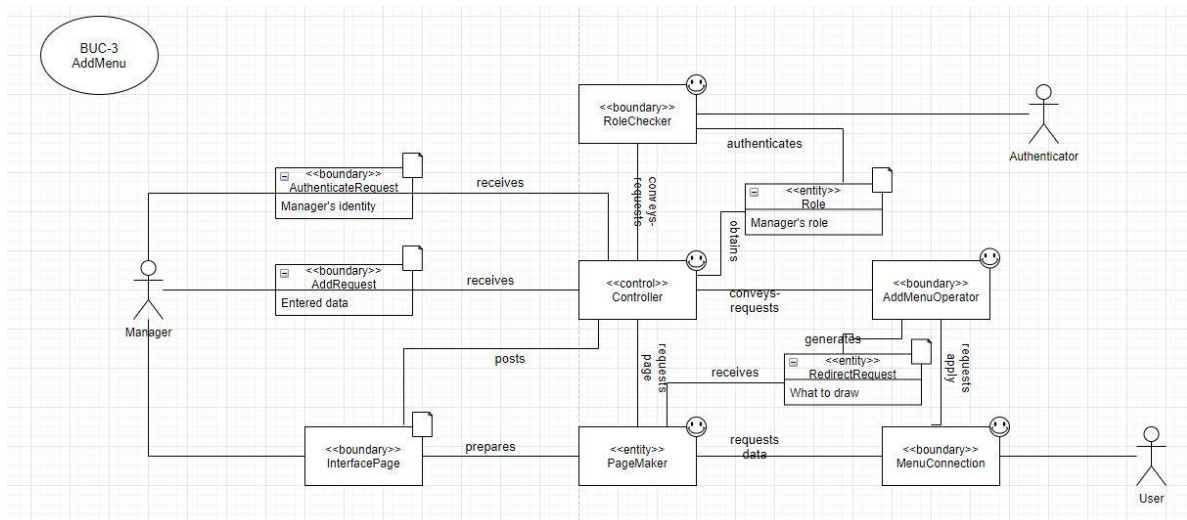 BUC-3
AddMenu
<<boundary>>
RoleChecker
authenticates
Authenticator
<<boundary>>
AuthenticateRequest
Manager's identity
receives
conveys-
requests
<<entity>>
Role
Manager's role
obtains
<<boundary>>
AddRequest
Entered data
receives
<<control>>
Controller
conveys-
requests
<<boundary>>
AddMenuOperator
Manager
posts
requests
page
generates
receives
<<entity>>
RedirectRequest
What to draw
requests
apply
<<boundary>>
InterfacePage
prepares
<<entity>>
PageMaker
requests
data
<<boundary>>
MenuConnection
User